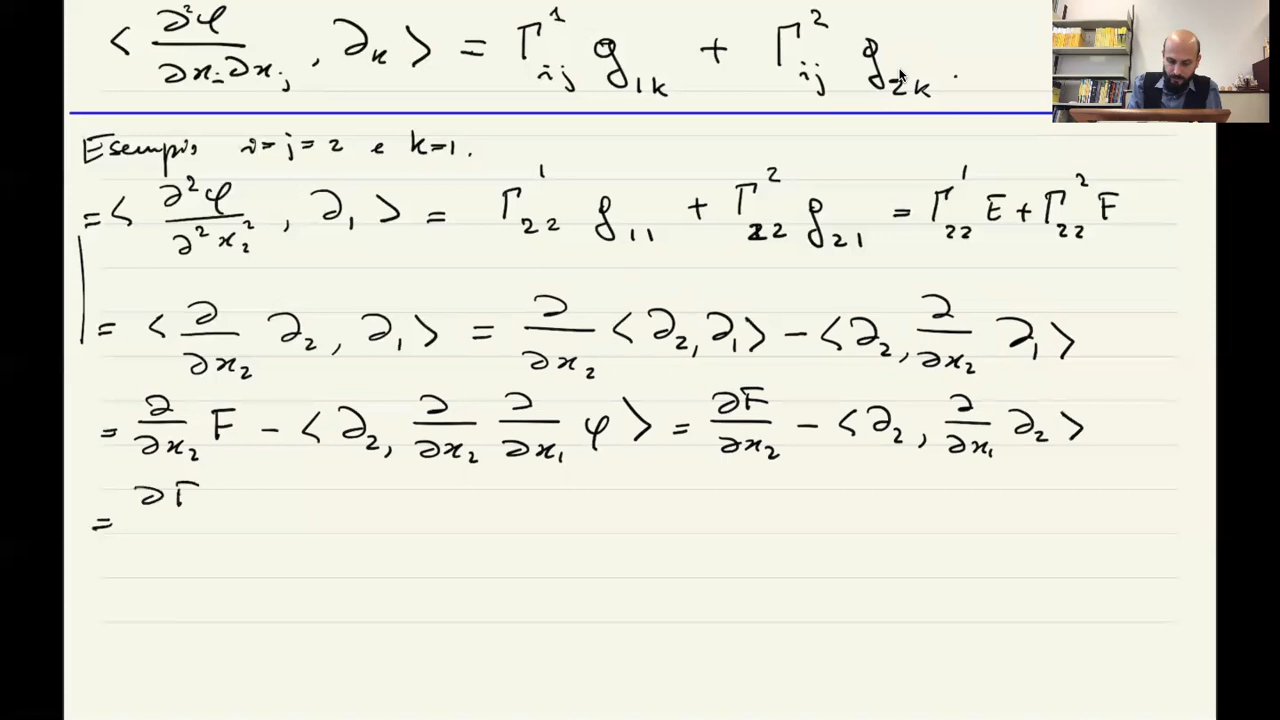 < ∂²φ/∂x_i ∂x_j , ∂_k > = Γ^1_ij g_1k + Γ^2_ij g_2k .
Esempio i=j=2 e k=1.
= < ∂²φ/∂²x_2² , ∂_1 > = Γ^1_22 g_11 + Γ^2_22 g_21 = Γ^1_22 E + Γ^2_22 F
= < ∂/∂x_2 ∂_2 , ∂_1 > = ∂/∂x_2 < ∂_2, ∂_1 > − < ∂_2, ∂/∂x_2 ∂_1 >
= ∂/∂x_2 F − < ∂_2, ∂/∂x_2 ∂/∂x_1 φ > = ∂F/∂x_2 − < ∂_2, ∂/∂x_1 ∂_2 >
= ∂F